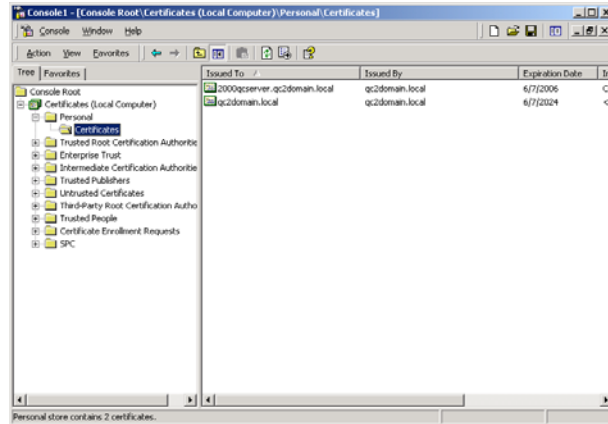 Console1 - [Console Root\Certificates (Local Computer)\Personal\Certificates]
Console Window Help
Action View Favorites
Tree Favorites
Issued To Issued By Expiration Date
Console Root
2000qcserver.qc2domain.local qc2domain.local 6/7/2006
Certificates (Local Computer)
qc2domain.local qc2domain.local 6/7/2024
Personal
Certificates
Trusted Root Certification Authoritie
Enterprise Trust
Intermediate Certification Authoritie
Trusted Publishers
Untrusted Certificates
Third-Party Root Certification Autho
Trusted People
Certificate Enrollment Requests
SPC
Personal store contains 2 certificates.